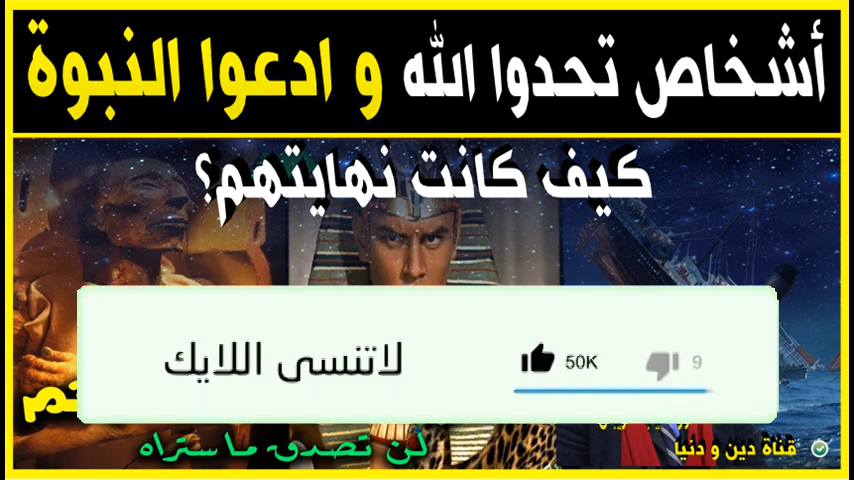 أشخاص تحدوا الله و ادعوا النبوة
كيف كانت نهايتهم؟
لاتنسى اللايك
50K
9
لن تصدق ما ستراه
قناة دين و دنيا